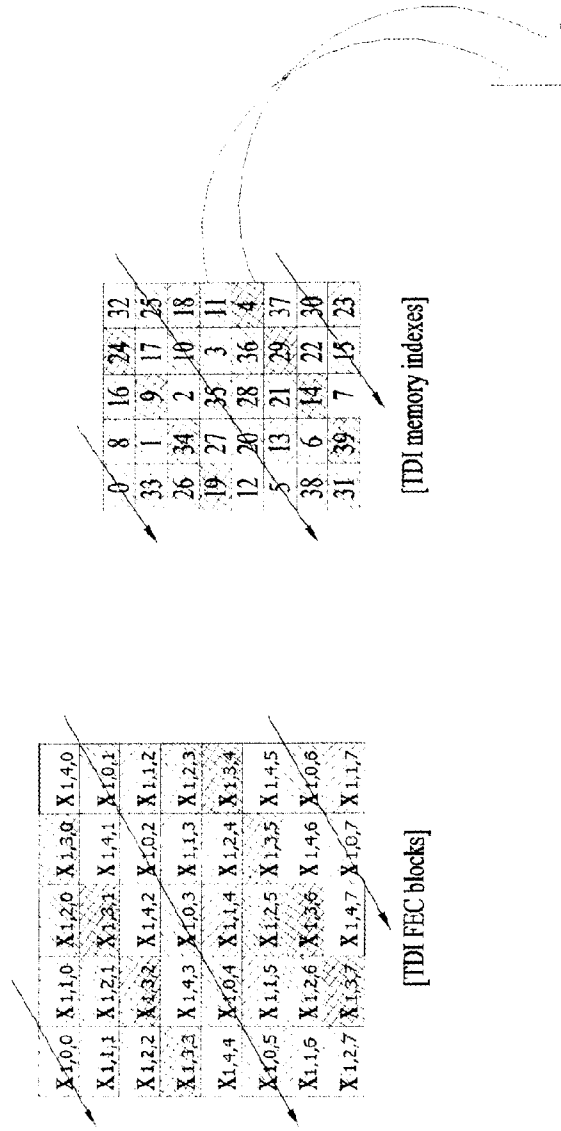 0 8 16 24 32
33 1 9 17 25
26 34 2 10 18
19 27 35 3 11
12 20 28 36 4
5 13 21 29 37
38 6 14 22 30
31 39 7 15 23
[TDI memory indexes]
X1,0,0 X1,1,0 X1,2,0 X1,3,0 X1,4,0
X1,1,1 X1,2,1 X1,3,1 X1,4,1 X1,0,1
X1,2,2 X1,3,2 X1,4,2 X1,0,2 X1,1,2
X1,3,3 X1,4,3 X1,0,3 X1,1,3 X1,2,3
X1,4,4 X1,0,4 X1,1,4 X1,2,4 X1,3,4
X1,0,5 X1,1,5 X1,2,5 X1,3,5 X1,4,5
X1,1,6 X1,2,6 X1,3,6 X1,4,6 X1,0,6
X1,2,7 X1,3,7 X1,4,7 X1,0,7 X1,1,7
[TDI FEC blocks]